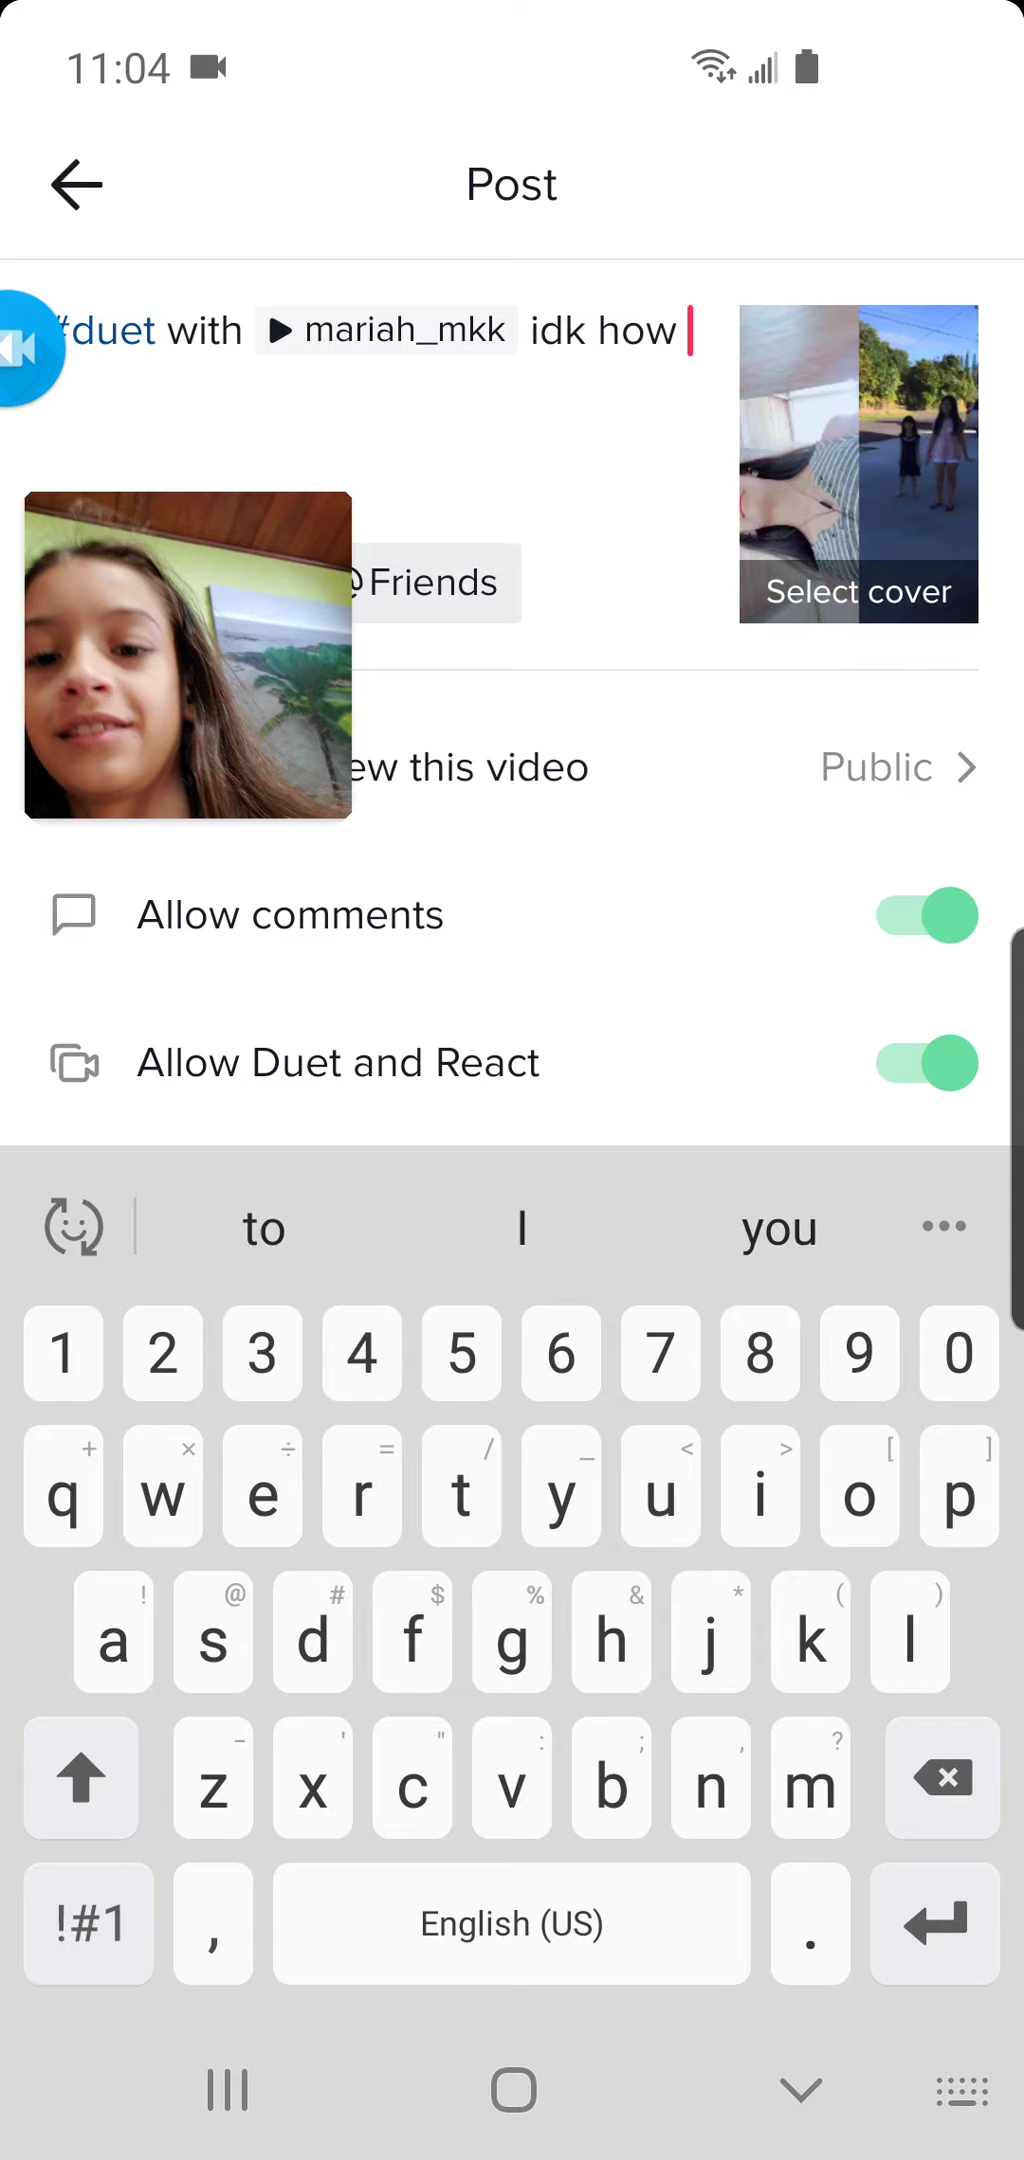 11:04
Post
#duet with mariah_mkk idk how
@Friends
ew this video Public
Select cover
Allow comments
Allow Duet and React
to I you
1 2 3 4 5 6 7 8 9 0
+ × ÷ = / _ < > [ ]
q w e r t y u i o p
! @ # $ % & * ( )
a s d f g h j k l
- ' " : ; , ?
z x c v b n m
!#1 , English (US) .